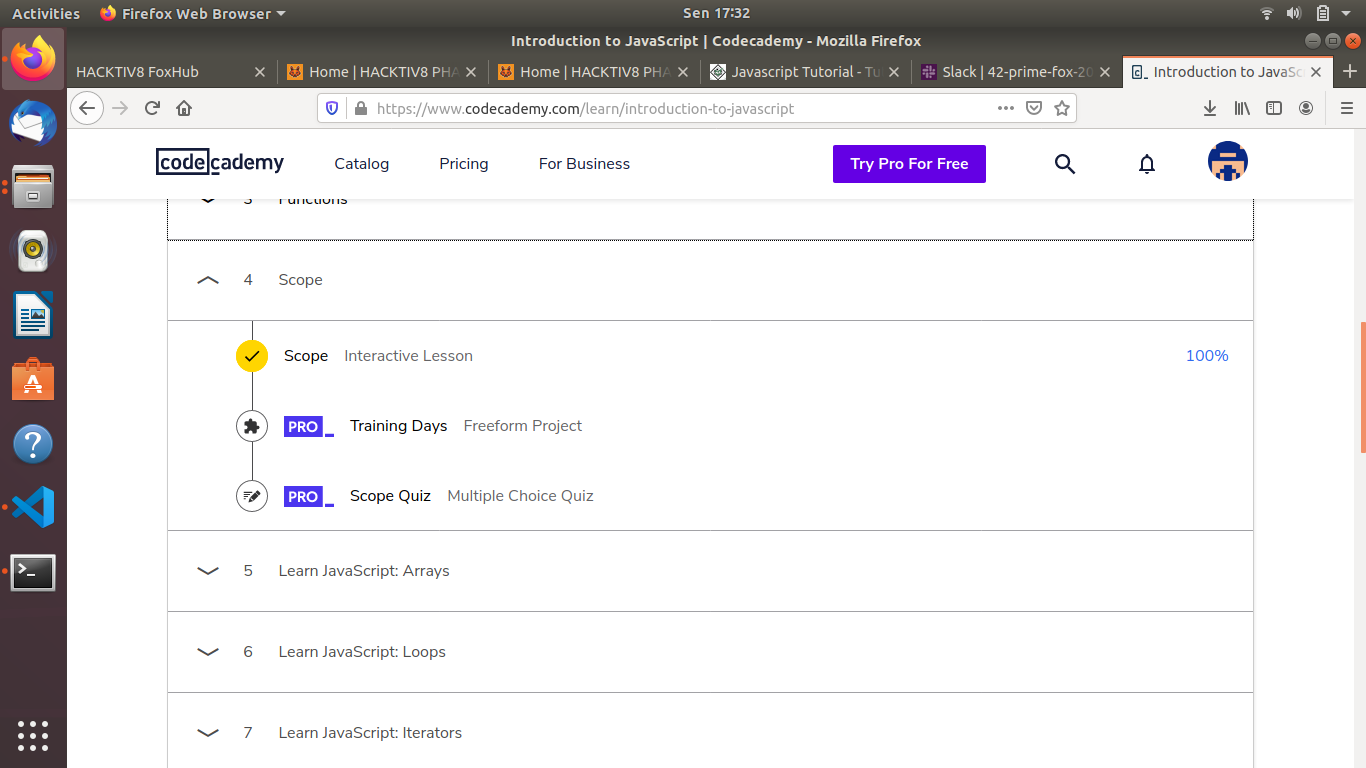 Activities Firefox Web Browser Sen 17:32
Introduction to JavaScript | Codecademy - Mozilla Firefox
HACKTIV8 FoxHub Home | HACKTIV8 PHA Home | HACKTIV8 PHA Javascript Tutorial - Tu Slack | 42-prime-fox-20 Introduction to JavaSc
https://www.codecademy.com/learn/introduction-to-javascript
codecademy Catalog Pricing For Business Try Pro For Free
3 Functions
4 Scope
Scope Interactive Lesson 100%
PRO Training Days Freeform Project
PRO Scope Quiz Multiple Choice Quiz
5 Learn JavaScript: Arrays
6 Learn JavaScript: Loops
7 Learn JavaScript: Iterators